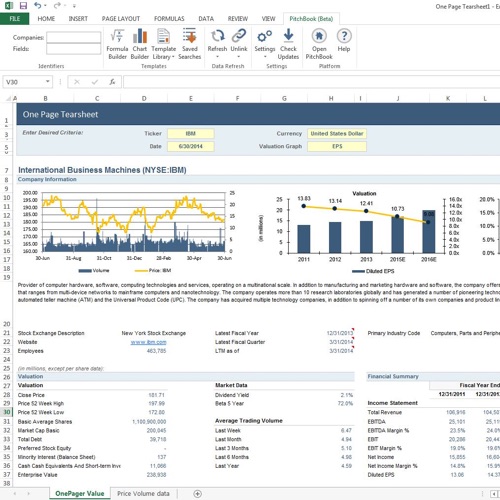 One Page Tearsheet1 - E
FILE HOME INSERT PAGE LAYOUT FORMULAS DATA REVIEW VIEW PitchBook (Beta)
Companies:
Fields:
Formula Builder
Chart Builder
Template Library
Saved Searches
Refresh
Unlink
Settings
Check Updates
Open PitchBook
Help
Identifiers Templates Data Refresh Settings Platform
V30 fx
A B C D E F G H I J K L
One Page Tearsheet
Enter Desired Criteria: Ticker IBM Currency United States Dollar
Date 6/30/2014 Valuation Graph EPS
International Business Machines (NYSE:IBM)
Company Information
200.00
195.00
190.00
185.00
180.00
175.00
170.00
165.00
160.00
25
20
15
10
5
0
30-Jun 31-Aug 31-Oct 31-Dec 28-Feb 30-Apr 30-Jun
Volume Price: IBM
Valuation
(in millions)
25
20
15
10
5
0
13.83 13.14 12.41 10.73 9.08
16.0x
14.0x
12.0x
10.0x
8.0x
6.0x
4.0x
2.0x
0.0x
2011 2012 2013 2015E 2016E
Diluted EPS
20.0%
15.0%
10.0%
5.0%
0.0%
Provider of computer hardware, software, computing technologies and services, operating on a multinational scale. In addition to manufacturing and marketing hardware and software, the company offers
that ranges from multi-device networks to mainframe computers and nanotechnology. The company operates more than 10 research laboratories globally and has generated a number of pioneering techno
automated teller machine (ATM) and the Universal Product Code (UPC). The company has acquired multiple technology companies, in addition to spinning off a number of its own companies and product lin
Stock Exchange Description New York Stock Exchange Latest Fiscal Year 12/31/2013 Primary Industry Code Computers, Parts and Periphe
Website www.ibm.com Latest Fiscal Quarter 3/31/2014
Employees 463,785 LTM as of 3/31/2014
(in millions, except per share data):
Valuation Financial Summary
Valuation Market Data Fiscal Year End
Close Price 181.71 Dividend Yield 2.1% 12/31/2011 12/31/201
Price 52 Week High 197.99 Beta 5 Year 72.6% Income Statement
Price 52 Week Low 172.80 Total Revenue 106,916 104,50
Basic Average Shares 1,100,900,000 Average Trading Volume EBITDA 25,101 25,11
Market Cap Basic 200,045 Last Week 6.47 EBITDA Margin % 23.5% 24.0%
Total Debt 39,718 Last Month 4.94 EBIT 20,286 20,44
Preferred Stock Equity - Last 3 Months 5.18 EBIT Margin % 19.0% 19.6%
Minority Interest (Balance Sheet) 137 Last 6 Months 4.96 Net Income 15,855 16,60
Cash Cash Equivalents And Short-term Inve 11,066 Last Year 4.59 Net Income Margin % 14.8% 15.9%
Enterprise Value 238,838 Diluted EPS 13.06 14.37
OnePager Value Price Volume data